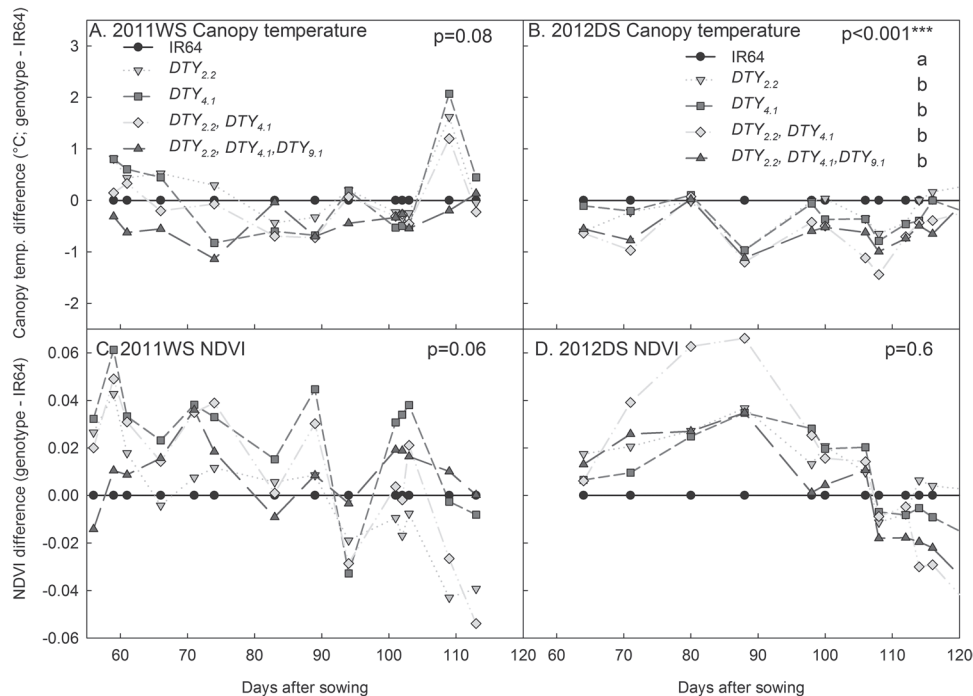 A. 2011WS Canopy temperature
p=0.08
IR64
DTY2.2
DTY4.1
DTY2.2, DTY4.1
DTY2.2, DTY4.1,DTY9.1
B. 2012DS Canopy temperature
p<0.001***
IR64 a
DTY2.2 b
DTY4.1 b
DTY2.2, DTY4.1 b
DTY2.2, DTY4.1,DTY9.1 b
Canopy temp. difference (°C; genotype - IR64)
3
2
1
0
-1
-2
C. 2011WS NDVI
p=0.06
D. 2012DS NDVI
p=0.6
NDVI difference (genotype - IR64)
0.06
0.04
0.02
0.00
-0.02
-0.04
-0.06
60 70 80 90 100 110 120
70 80 90 100 110 120
Days after sowing
Days after sowing